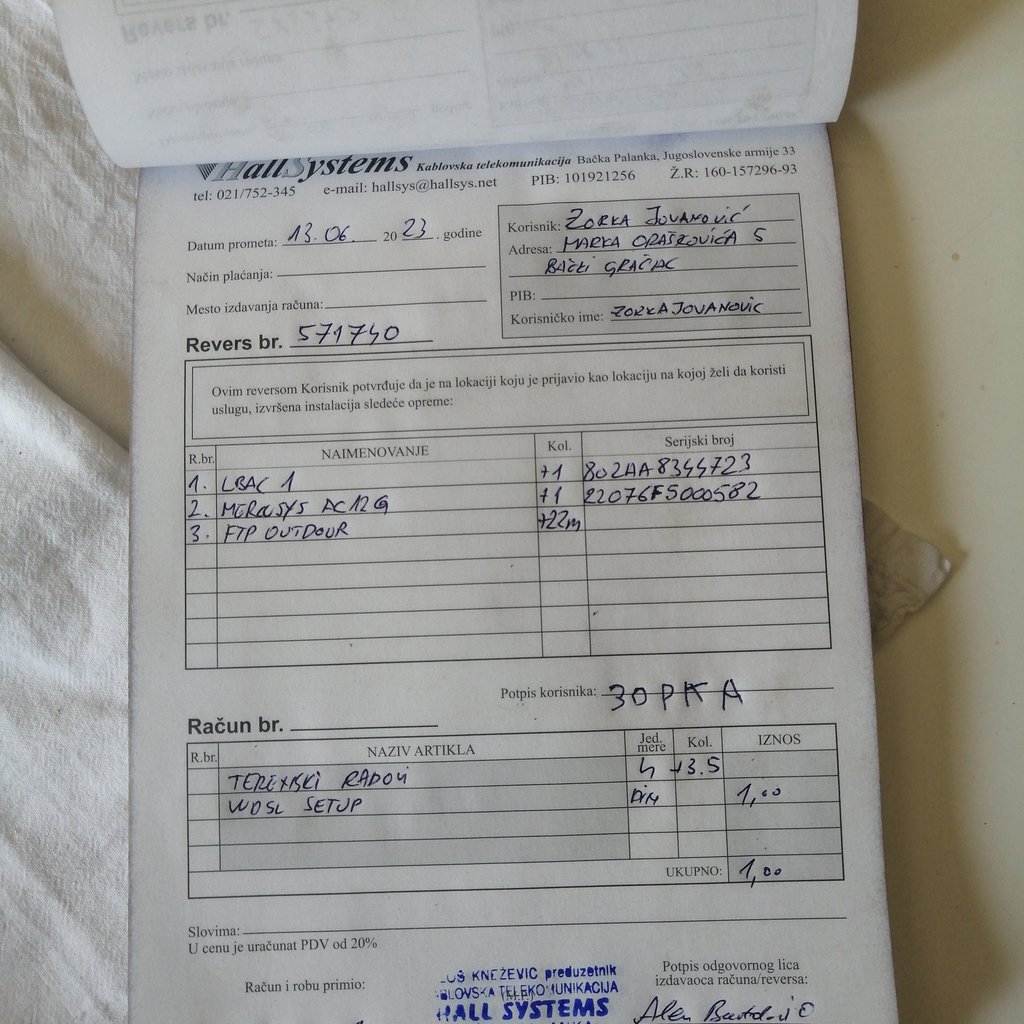 HallSystems Kablovska telekomunikacija Bačka Palanka, Jugoslovenske armije 33
tel: 021/752-345 e-mail: hallsys@hallsys.net PIB: 101921256 Ž.R: 160-157296-93
Datum prometa: 13.06. 2023. godine
Način plaćanja:
Mesto izdavanja računa:
Revers br. 571740
Korisnik: ZORKA JOVANOVIĆ
Adresa: MARKA OPAŠKOVIĆA 5
BAČKI GRAČAC
PIB:
Korisničko ime: ZORKAJOVANOVIC
Ovim reversom Korisnik potvrđuje da je na lokaciji koju je prijavio kao lokaciju na kojoj želi da koristi
uslugu, izvršena instalacija sledeće opreme:
R.br. NAIMENOVANJE Kol. Serijski broj
1. LBAC 1 +1 802AA8344723
2. MERCUSYS AC12G +1 22076F5000582
3. FTP OUTDOOR +22m
Potpis korisnika: ЗОРКА
Račun br.
R.br. NAZIV ARTIKLA Jed. mere Kol. IZNOS
TERENSKI RADOVI h +3.5
WDSL SETUP DIN 1,00
UKUPNO: 1,00
Slovima:
U cenu je uračunat PDV od 20%
Račun i robu primio:
KNEŽEVIĆ preduzetnik
TELEKOMUNIKACIJA
(M.P.)
HALL SYSTEMS
Potpis odgovornog lica
izdavaoca računa/reversa:
Alen